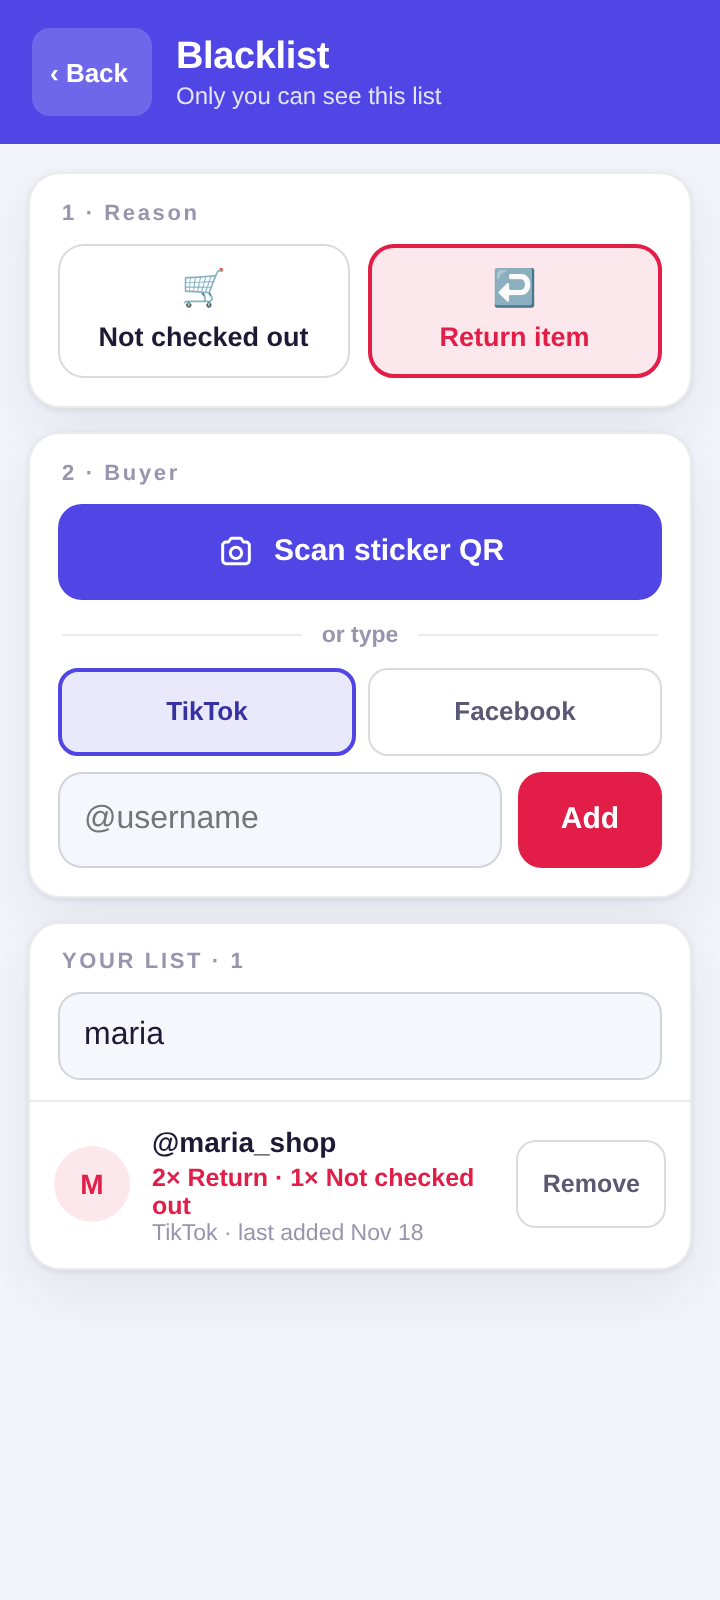 ‹ Back
Blacklist
Only you can see this list
1 · Reason
Not checked out
Return item
2 · Buyer
Scan sticker QR
or type
TikTok
Facebook
@username
Add
YOUR LIST · 1
maria
M
@maria_shop
2× Return · 1× Not checked
out
TikTok · last added Nov 18
Remove